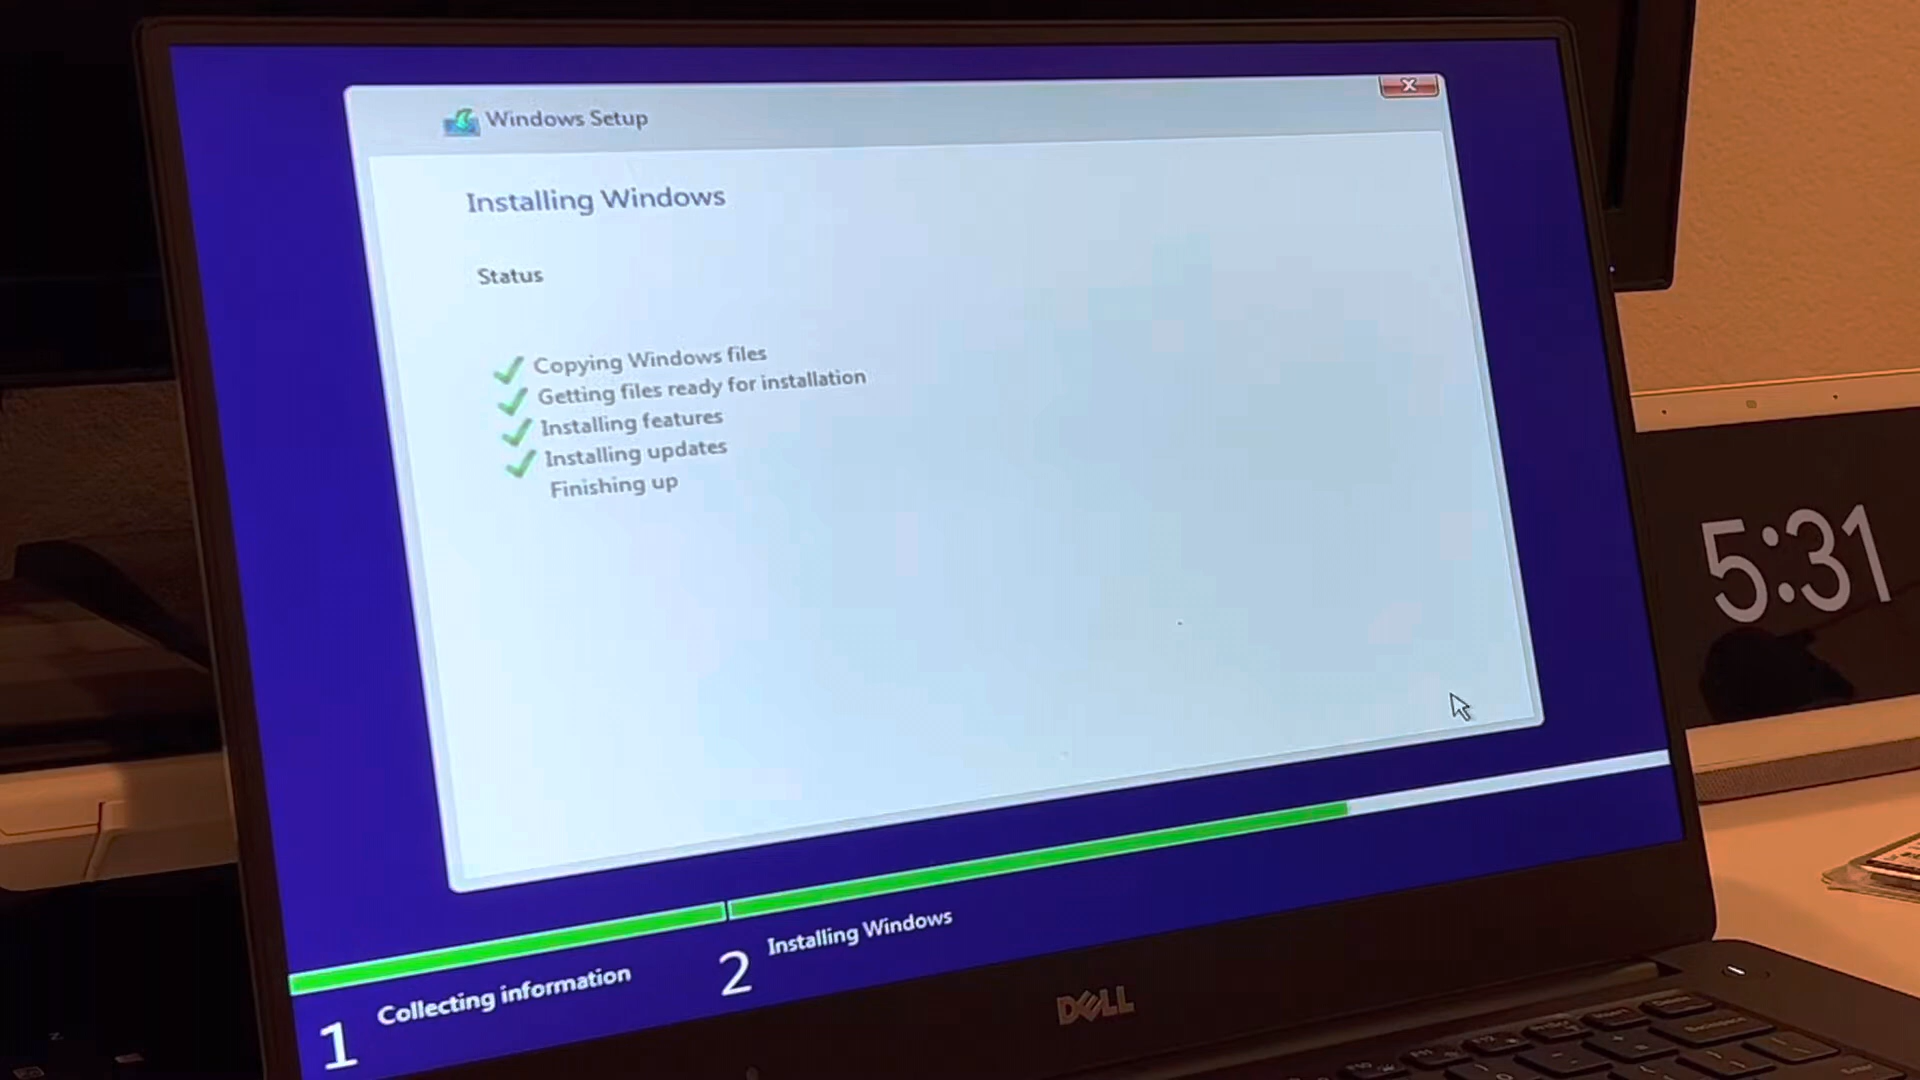 Windows Setup
Installing Windows
Status
Copying Windows files
Getting files ready for installation
Installing features
Installing updates
Finishing up
5:31
1 Collecting information
2 Installing Windows
DELL